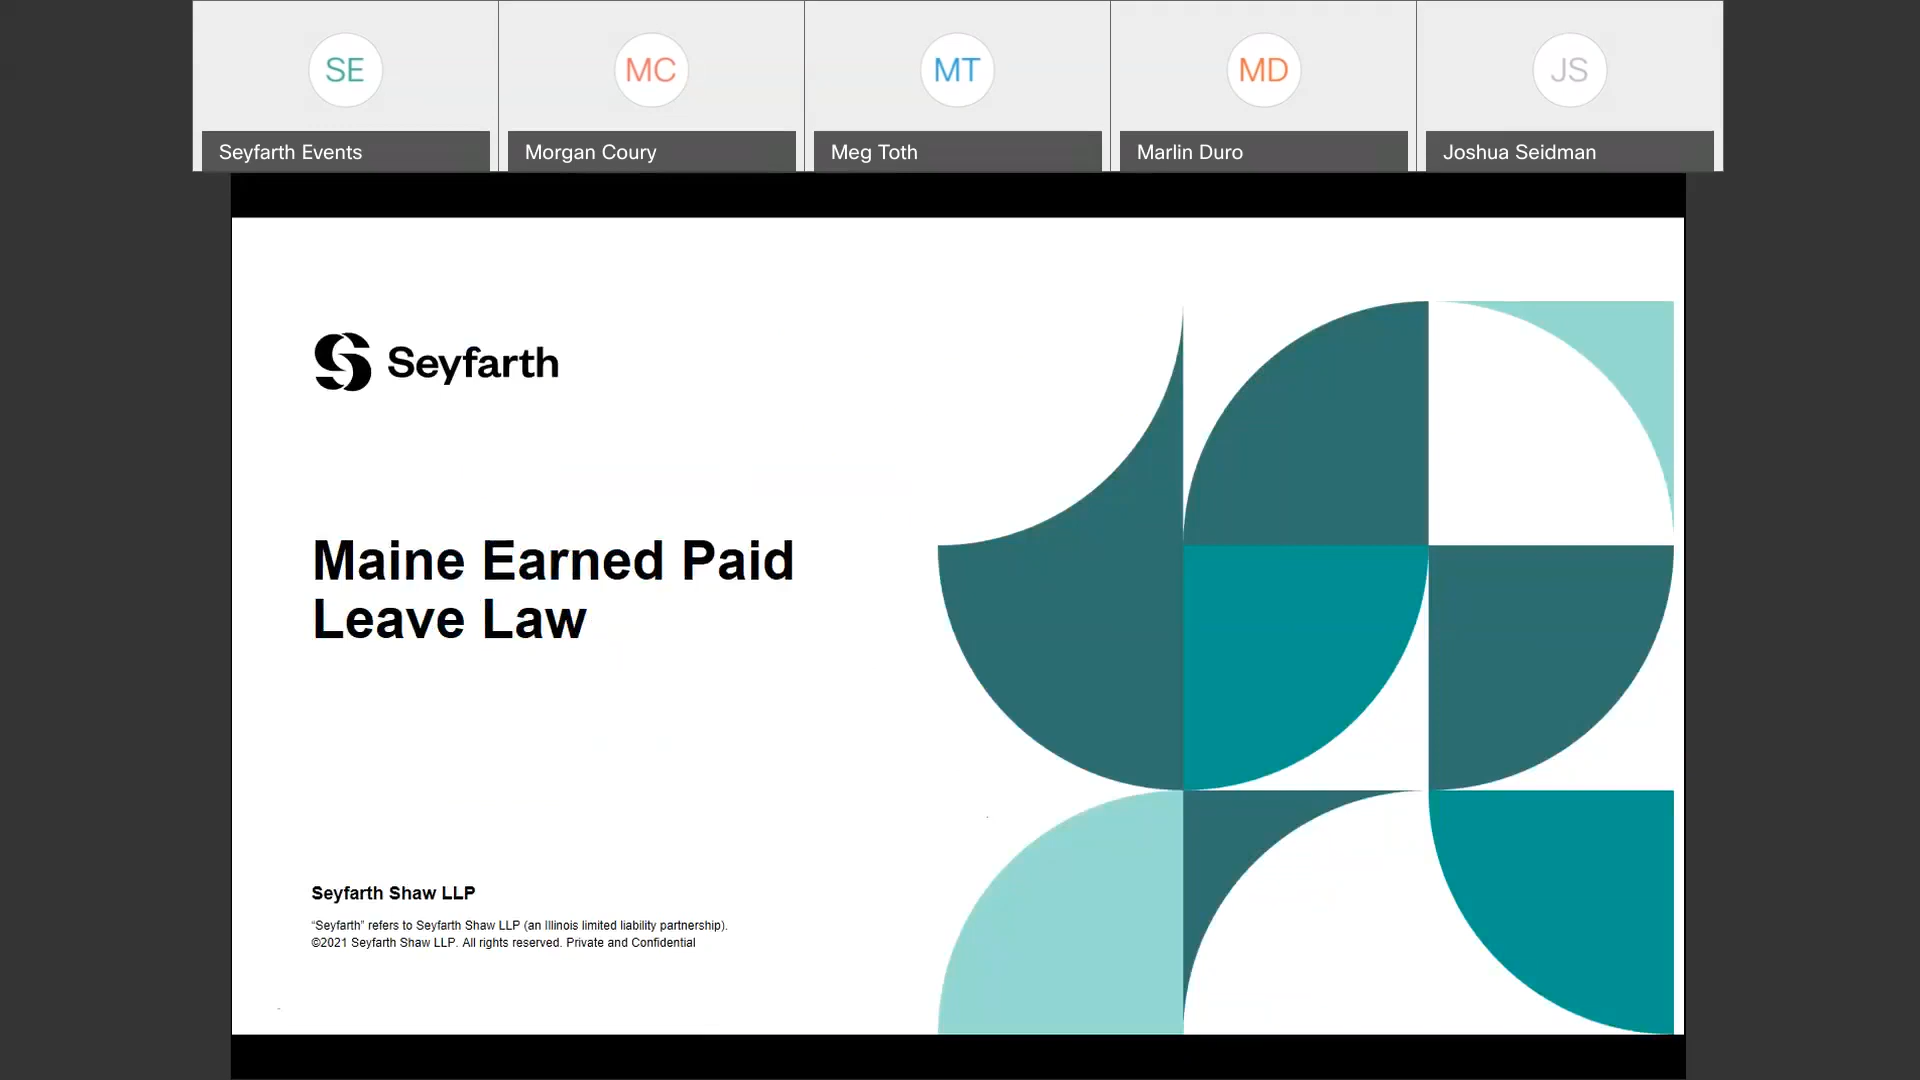 SE
MC
MT
MD
JS
Seyfarth Events
Morgan Coury
Meg Toth
Marlin Duro
Joshua Seidman
Seyfarth
Maine Earned Paid
Leave Law
Seyfarth Shaw LLP
“Seyfarth” refers to Seyfarth Shaw LLP (an Illinois limited liability partnership).
©2021 Seyfarth Shaw LLP. All rights reserved. Private and Confidential